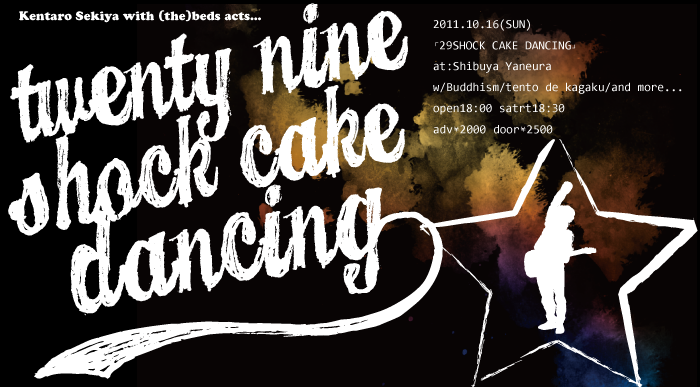 Kentaro Sekiya with (the)beds acts...
twenty nine
shock cake
dancing
2011.10.16(SUN)
「29SHOCK CAKE DANCING」
at:Shibuya Yaneura
w/Buddhism/tento de kagaku/and more...
open18:00 satrt18:30
adv¥2000 door¥2500